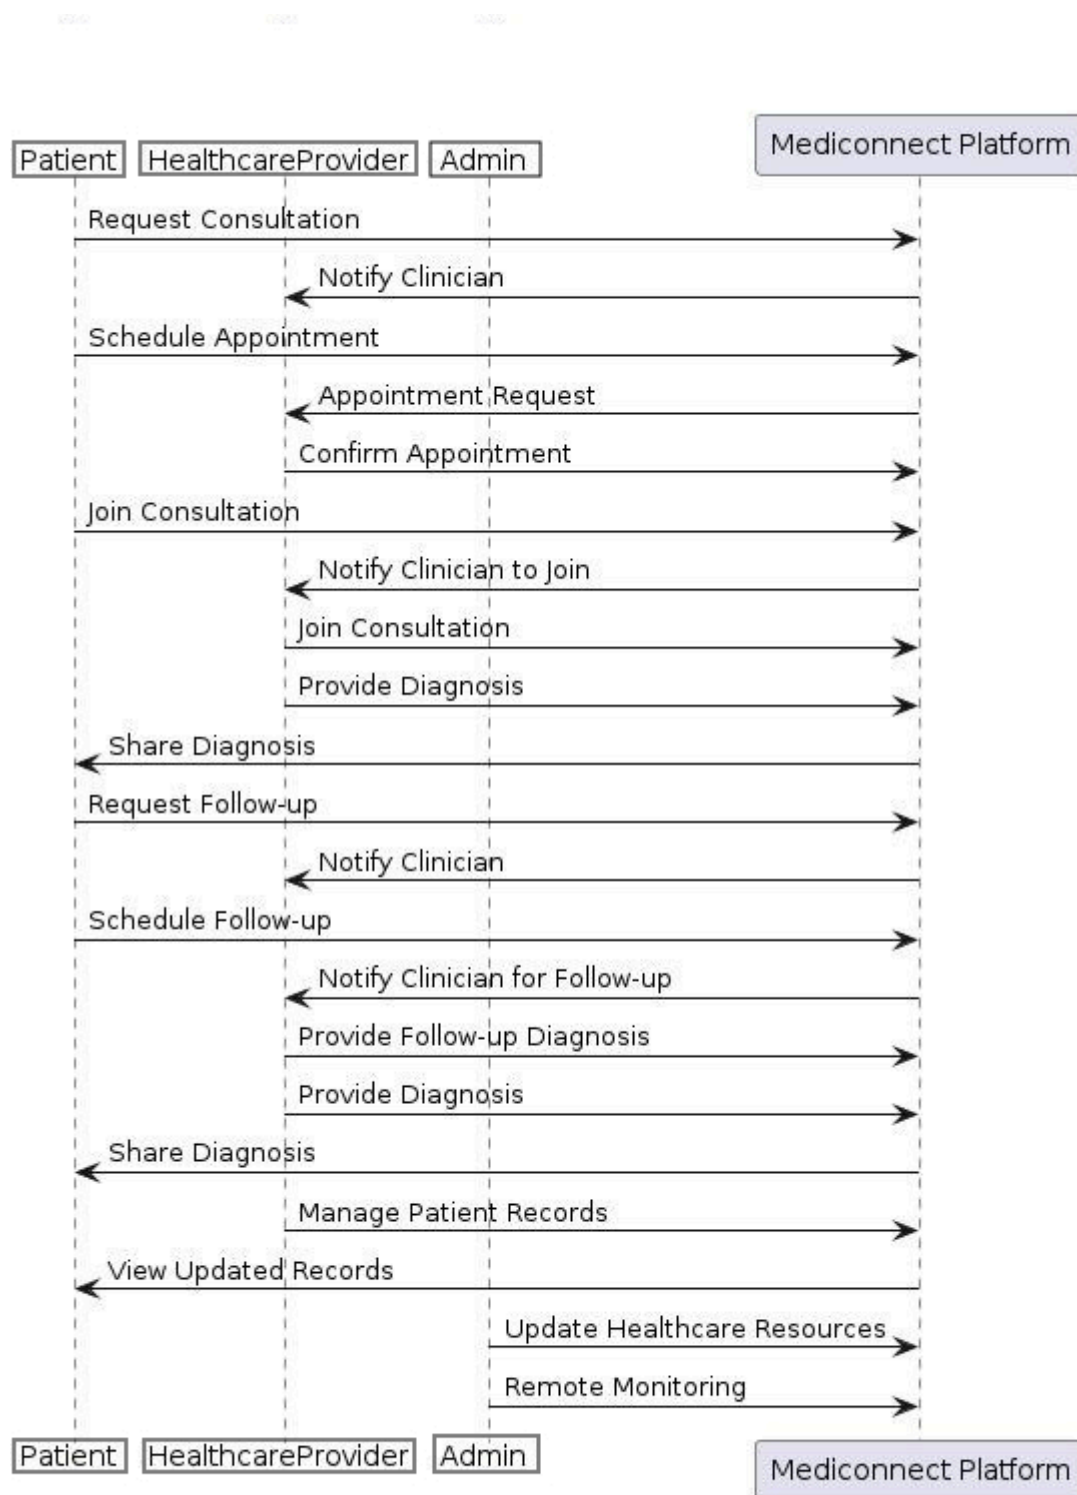 Patient HealthcareProvider Admin Mediconnect Platform
Request Consultation
Notify Clinician
Schedule Appointment
Appointment Request
Confirm Appointment
Join Consultation
Notify Clinician to Join
Join Consultation
Provide Diagnosis
Share Diagnosis
Request Follow-up
Notify Clinician
Schedule Follow-up
Notify Clinician for Follow-up
Provide Follow-up Diagnosis
Provide Diagnosis
Share Diagnosis
Manage Patient Records
View Updated Records
Update Healthcare Resources
Remote Monitoring
Patient HealthcareProvider Admin Mediconnect Platform